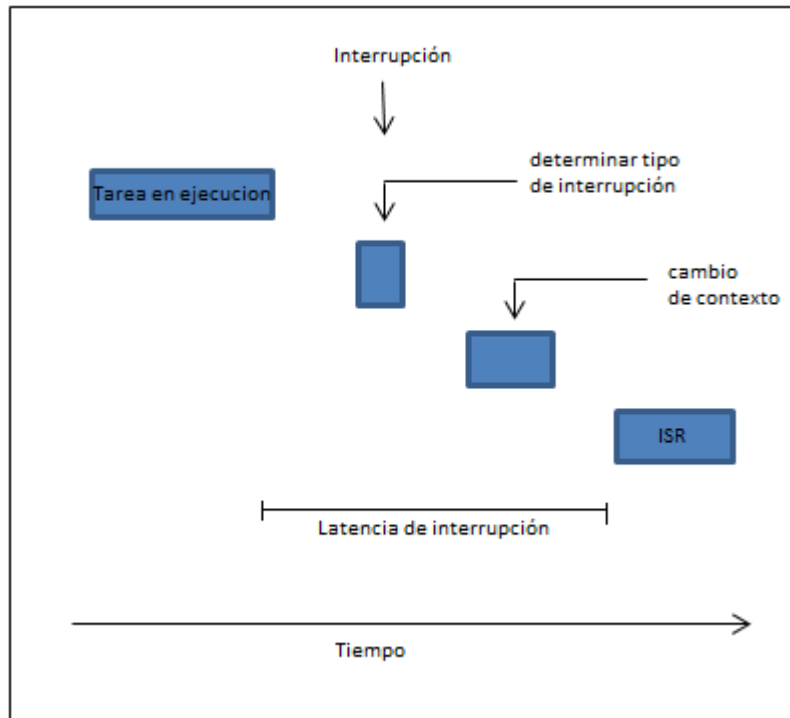 Interrupción
determinar tipo
de interrupción
Tarea en ejecucion
cambio
de contexto
ISR
Latencia de interrupción
Tiempo